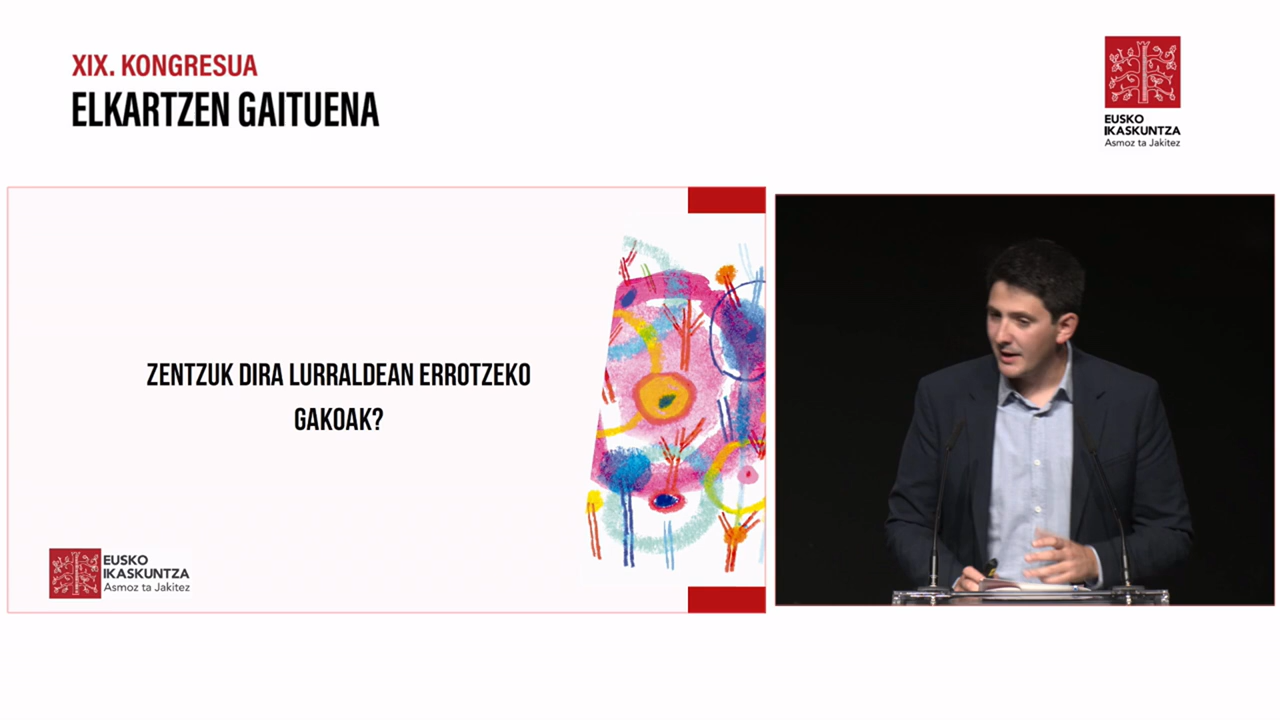 XIX. KONGRESUA
ELKARTZEN GAITUENA
EUSKO
IKASKUNTZA
Asmoz ta Jakitez
ZENTZUK DIRA LURRALDEAN ERROTZEKO
GAKOAK?
EUSKO
IKASKUNTZA
Asmoz ta Jakitez